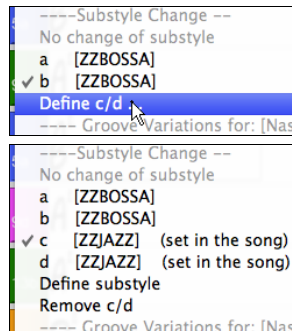 ----Substyle Change --
No change of substyle
a [ZZBOSSA]
✓ b [ZZBOSSA]
Define c/d ...
---- Groove Variations for: [Nas
----Substyle Change --
No change of substyle
a [ZZBOSSA]
b [ZZBOSSA]
✓ c [ZZJAZZ] (set in the song)
d [ZZJAZZ] (set in the song)
Define substyle
Remove c/d
---- Groove Variations for: [Nas